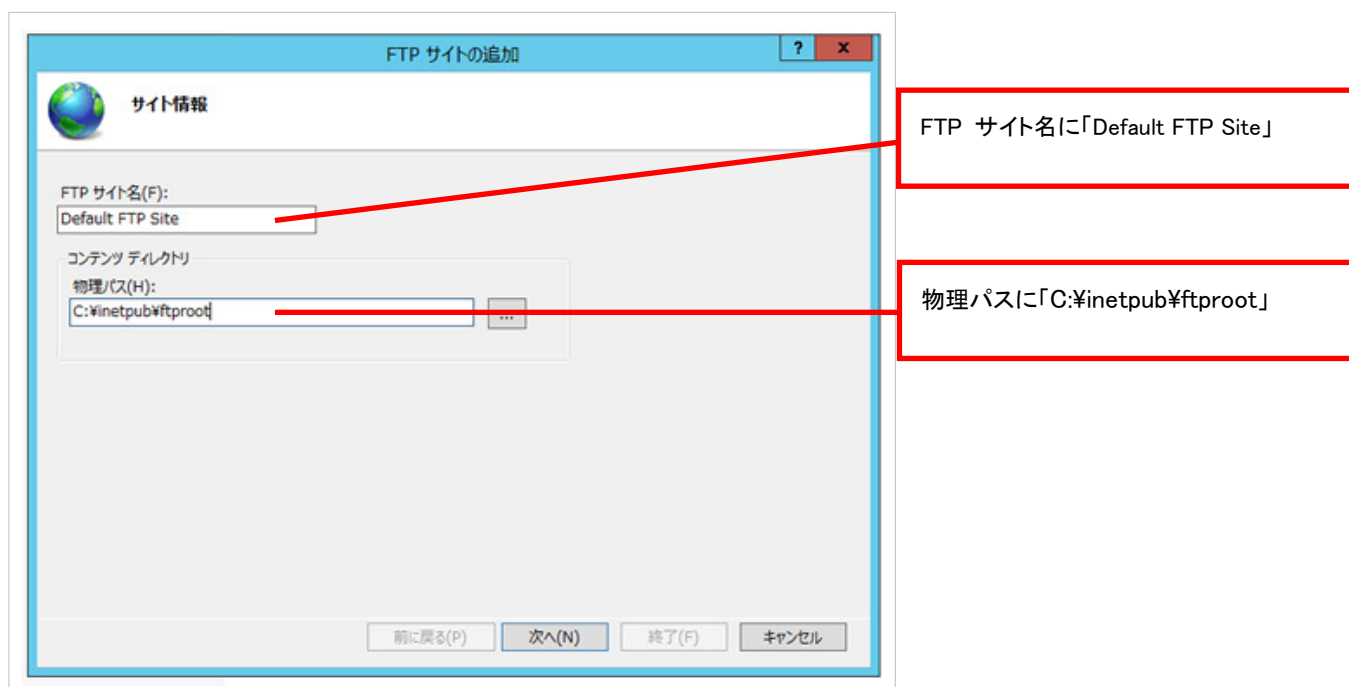 FTP サイトの追加
? x
サイト情報
FTP サイト名に「Default FTP Site」
FTP サイト名(F):
Default FTP Site
コンテンツ ディレクトリ
物理パス(H):
C:¥inetpub¥ftproot
...
物理パスに「C:¥inetpub¥ftproot」
前に戻る(P) 次へ(N) 終了(F) キャンセル